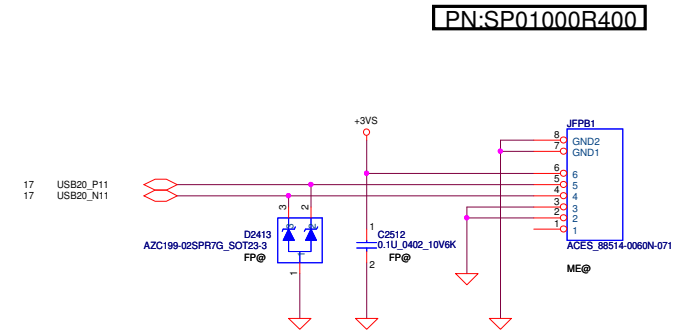 PN:SP01000R400
+3VS
JFPB1
8
GND2
7
GND1
6
6
17 USB20_P11
5
5
17 USB20_N11
4
4
3
3
2
2
1
1
3
2
D2413
AZC199-02SPR7G_SOT23-3
FP@
1
1
C2512
0.1U_0402_10V6K
FP@
2
ACES_88514-0060N-071
ME@